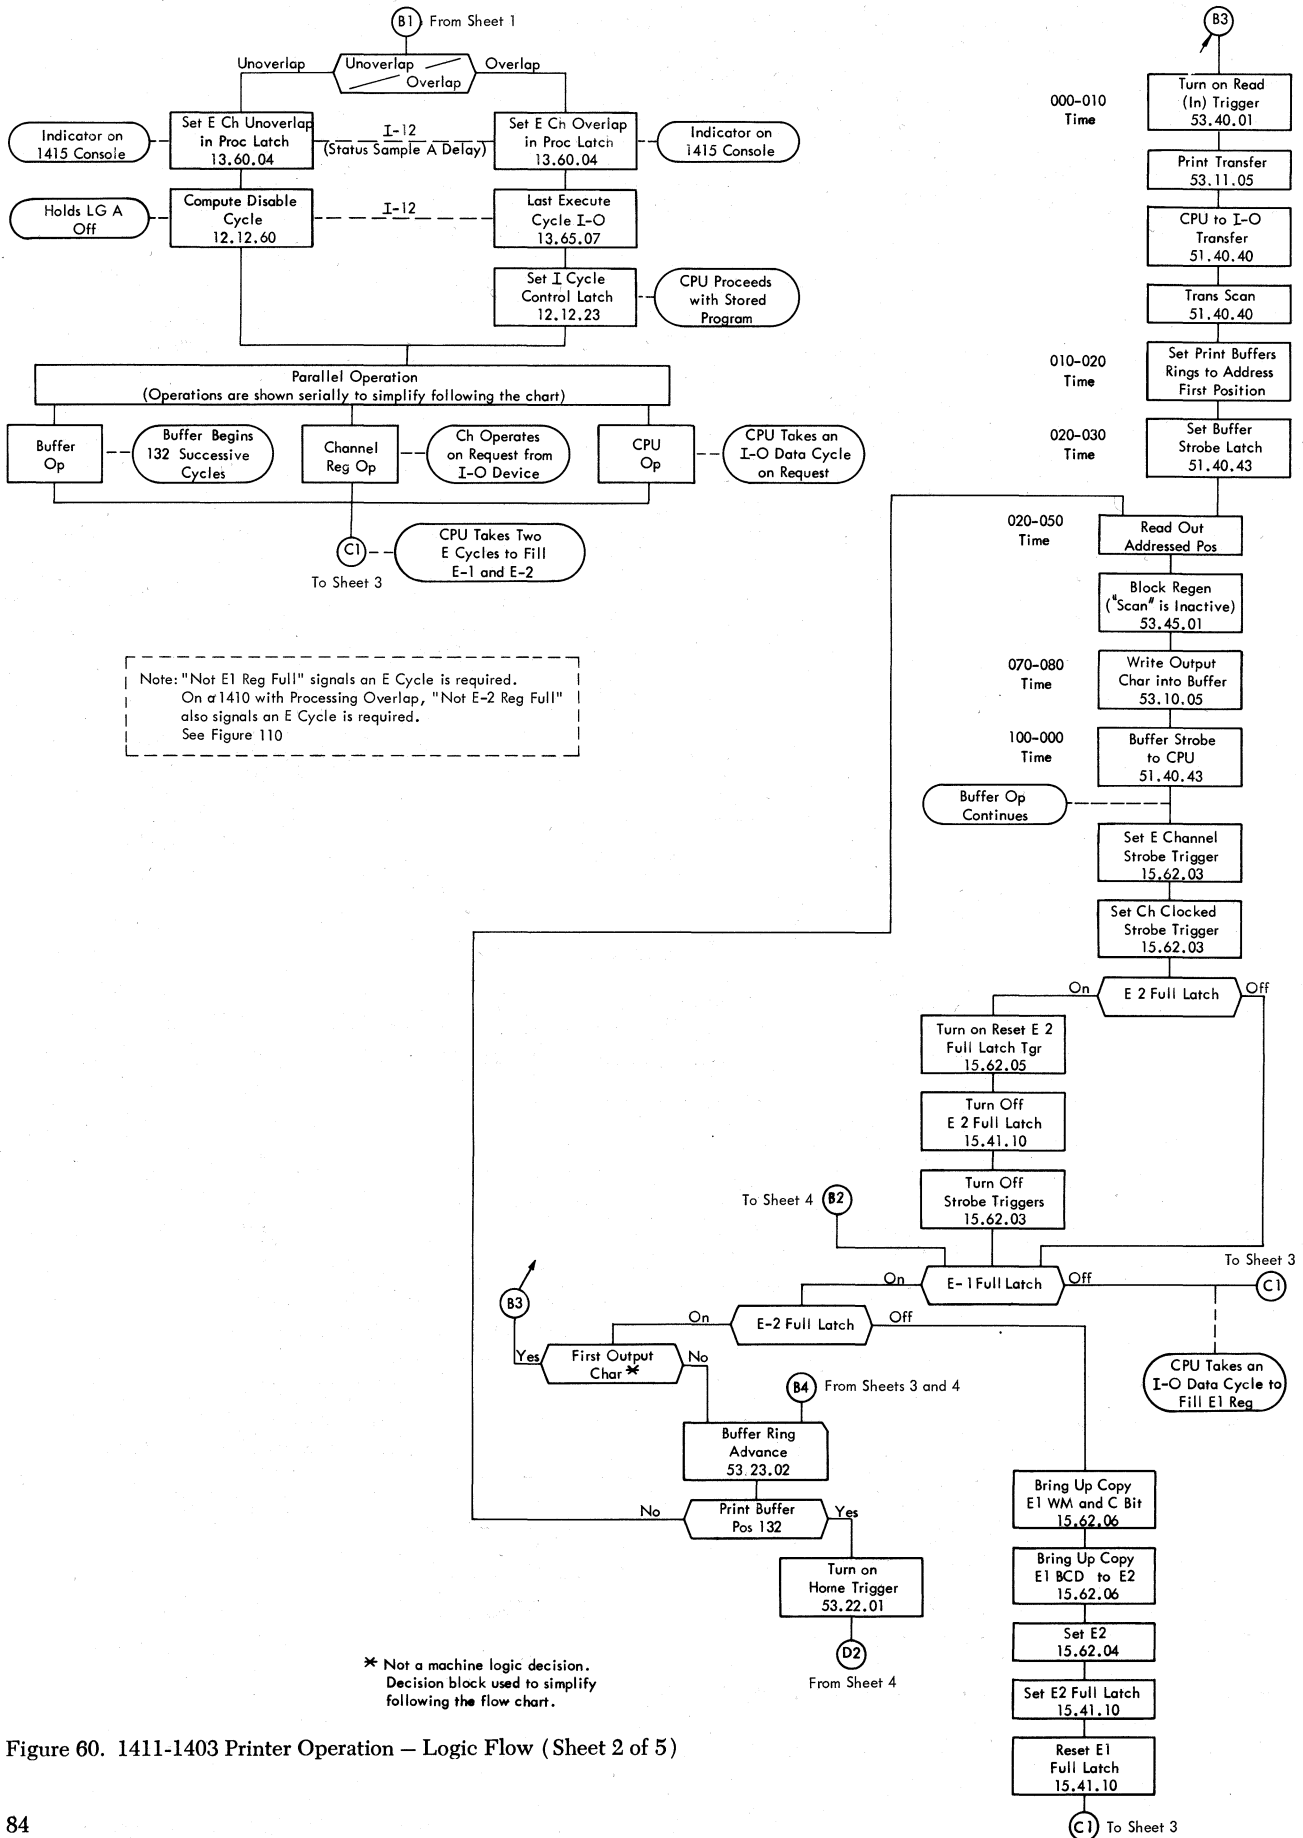 B1
From Sheet 1
Unoverlap
Unoverlap
Overlap
Overlap
Indicator on
1415 Console
Set E Ch Unoverlap
in Proc Latch
13.60.04
I-12
(Status Sample A Delay)
Set E Ch Overlap
in Proc Latch
13.60.04
Indicator on
1415 Console
Holds LG A
Off
Compute Disable
Cycle
12.12.60
I-12
Last Execute
Cycle I-O
13.65.07
Set I Cycle
Control Latch
12.12.23
CPU Proceeds
with Stored
Program
Parallel Operation
(Operations are shown serially to simplify following the chart)
Buffer
Op
Buffer Begins
132 Successive
Cycles
Channel
Reg Op
Ch Operates
on Request from
I-O Device
CPU
Op
CPU Takes an
I-O Data Cycle
on Request
C1
To Sheet 3
CPU Takes Two
E Cycles to Fill
E-1 and E-2
Note: "Not E1 Reg Full" signals an E Cycle is required.
On a 1410 with Processing Overlap, "Not E-2 Reg Full"
also signals an E Cycle is required.
See Figure 110
B3
000-010
Time
Turn on Read
(In) Trigger
53.40.01
Print Transfer
53.11.05
CPU to I-O
Transfer
51.40.40
Trans Scan
51.40.40
010-020
Time
Set Print Buffers
Rings to Address
First Position
020-030
Time
Set Buffer
Strobe Latch
51.40.43
020-050
Time
Read Out
Addressed Pos
Block Regen
("Scan" is Inactive)
53.45.01
070-080
Time
Write Output
Char into Buffer
53.10.05
100-000
Time
Buffer Strobe
to CPU
51.40.43
Buffer Op
Continues
Set E Channel
Strobe Trigger
15.62.03
Set Ch Clocked
Strobe Trigger
15.62.03
On
E 2 Full Latch
Off
Turn on Reset E 2
Full Latch Tgr
15.62.05
Turn Off
E 2 Full Latch
15.41.10
Turn Off
Strobe Triggers
15.62.03
To Sheet 4
B2
On
E-1 Full Latch
Off
To Sheet 3
C1
CPU Takes an
I-O Data Cycle to
Fill E1 Reg
B3
On
E-2 Full Latch
Off
Yes
First Output
Char *
No
B4
From Sheets 3 and 4
Buffer Ring
Advance
53.23.02
No
Print Buffer
Pos 132
Yes
Turn on
Home Trigger
53.22.01
D2
From Sheet 4
Bring Up Copy
E1 WM and C Bit
15.62.06
Bring Up Copy
E1 BCD to E2
15.62.06
Set E2
15.62.04
Set E2 Full Latch
15.41.10
Reset E1
Full Latch
15.41.10
C1
To Sheet 3
* Not a machine logic decision.
Decision block used to simplify
following the flow chart.
Figure 60. 1411-1403 Printer Operation — Logic Flow (Sheet 2 of 5)
84